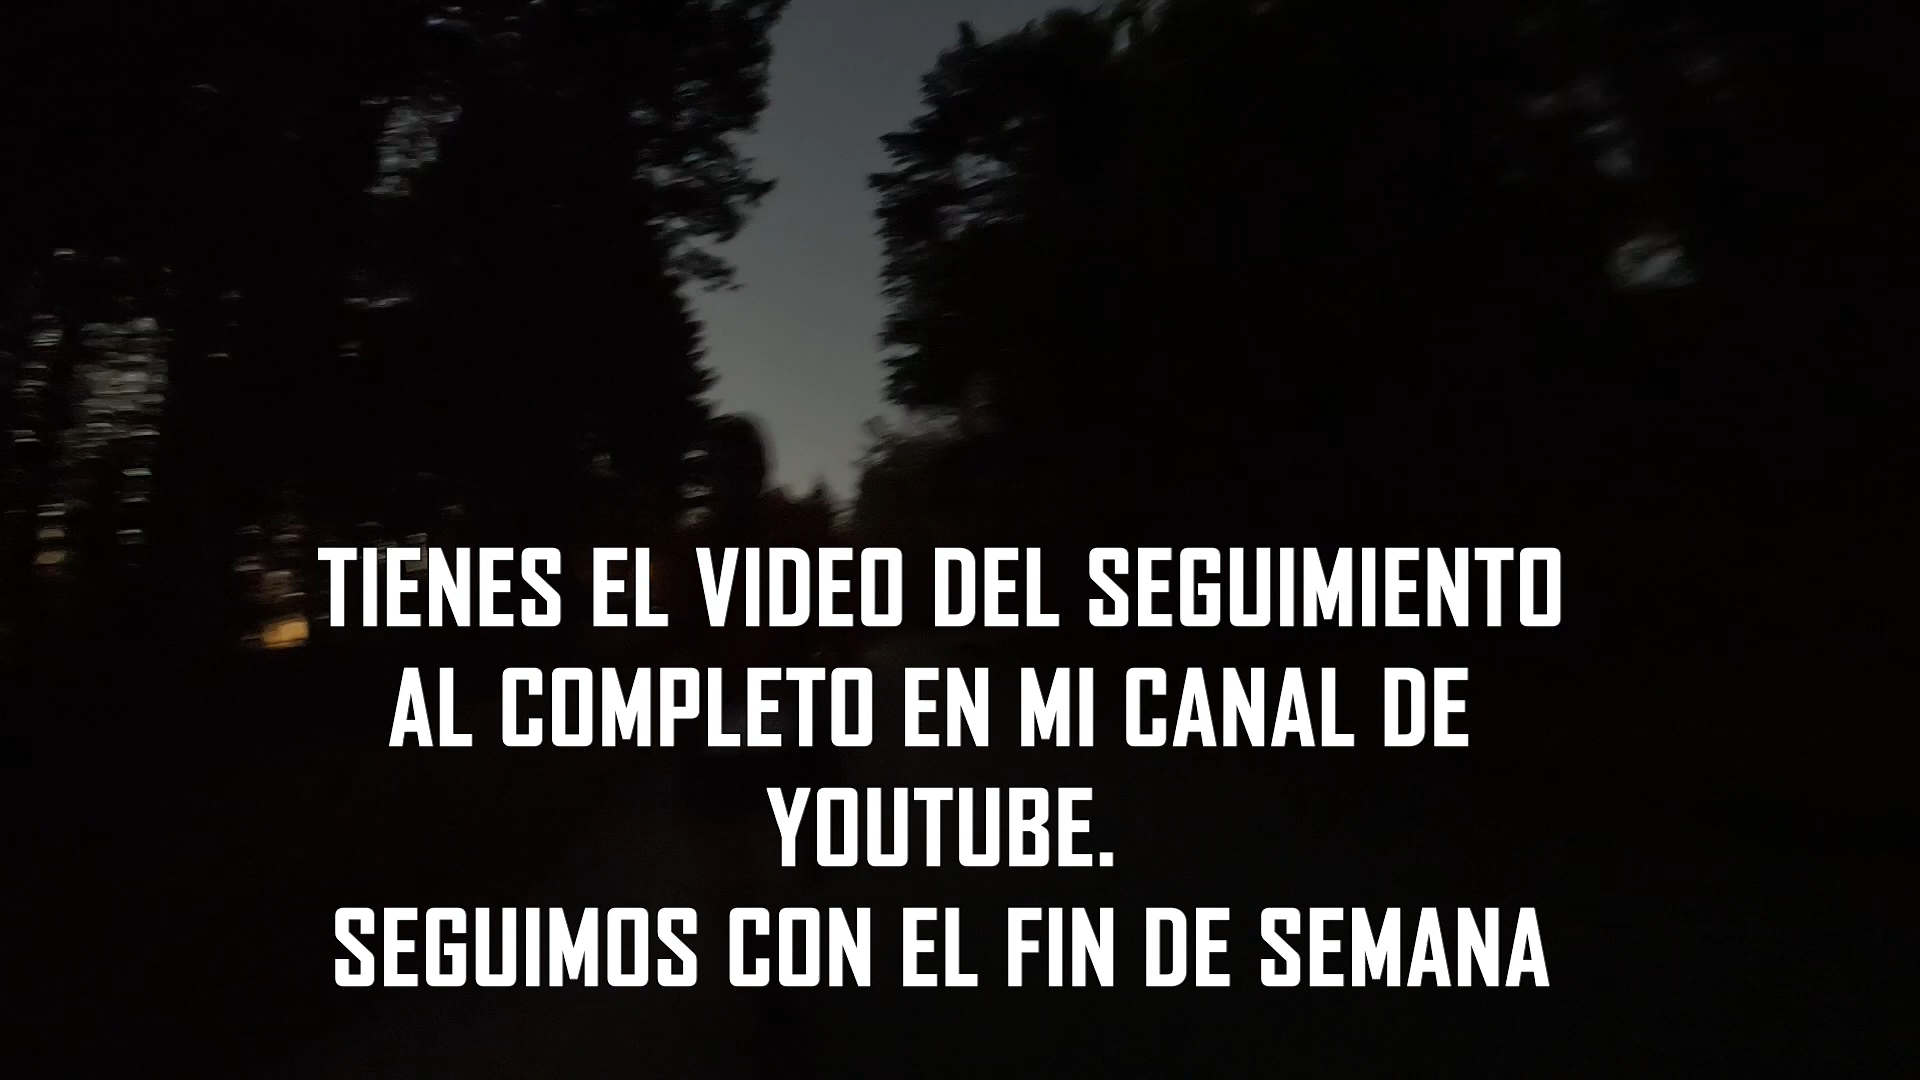 TIENES EL VIDEO DEL SEGUIMIENTO
AL COMPLETO EN MI CANAL DE
YOUTUBE.
SEGUIMOS CON EL FIN DE SEMANA